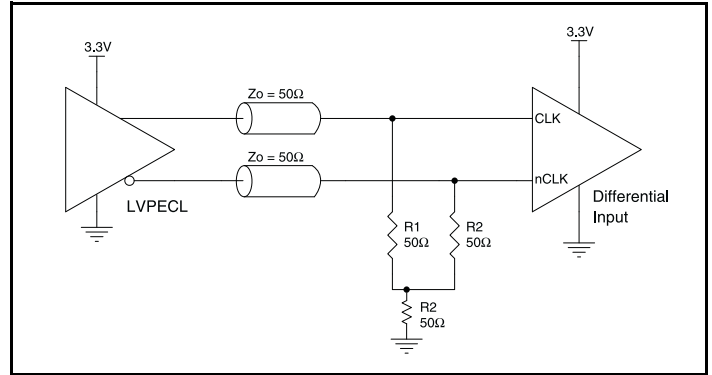 3.3V
3.3V
Zo = 50Ω
CLK
Zo = 50Ω
nCLK
LVPECL
Differential
Input
R1
50Ω
R2
50Ω
R2
50Ω